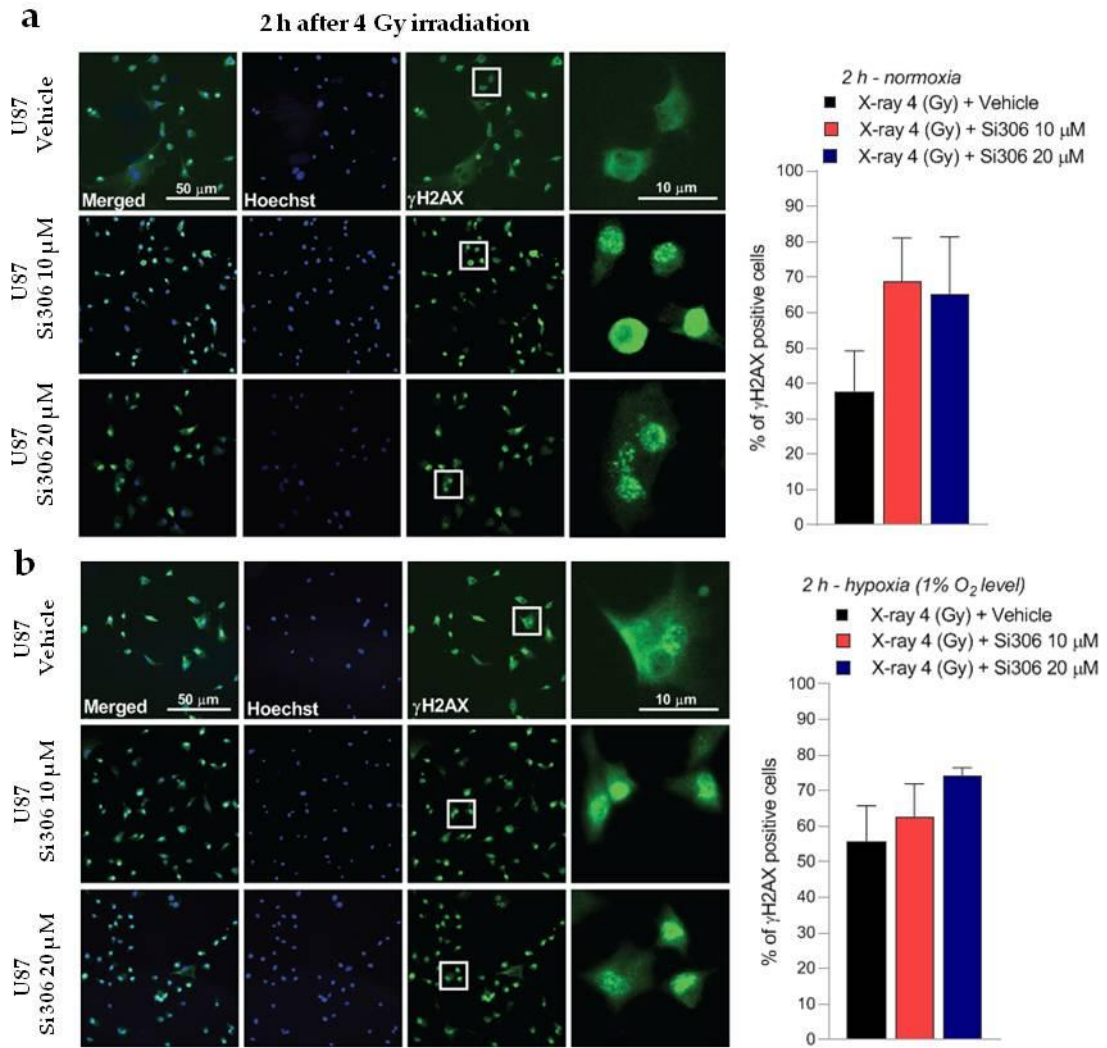 a
2 h after 4 Gy irradiation
U87
Vehicle
Merged
50 μm
Hoechst
γH2AX
10 μm
U87
Si306 10 μM
U87
Si306 20 μM
2 h - normoxia
X-ray 4 (Gy) + Vehicle
X-ray 4 (Gy) + Si306 10 μM
X-ray 4 (Gy) + Si306 20 μM
% of γH2AX positive cells
100
90
80
70
60
50
40
30
20
10
0
b
U87
Vehicle
Merged
50 μm
Hoechst
γH2AX
10 μm
U87
Si306 10 μM
U87
Si306 20 μM
2 h - hypoxia (1% O₂ level)
X-ray 4 (Gy) + Vehicle
X-ray 4 (Gy) + Si306 10 μM
X-ray 4 (Gy) + Si306 20 μM
% of γH2AX positive cells
100
90
80
70
60
50
40
30
20
10
0